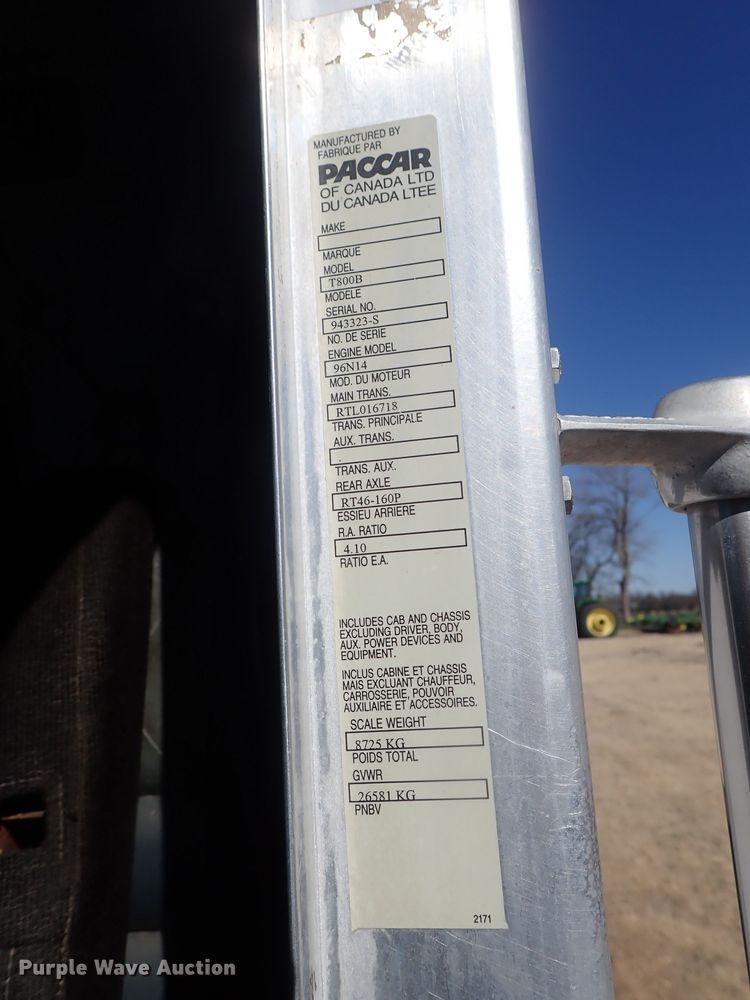 MANUFACTURED BY
FABRIQUE PAR
PACCAR
OF CANADA LTD
DU CANADA LTEE
MAKE
MARQUE
MODEL
T800B
MODELE
SERIAL NO.
943323-S
NO. DE SERIE
ENGINE MODEL
96N14
MOD. DU MOTEUR
MAIN TRANS.
RTLO16718
TRANS. PRINCIPALE
AUX. TRANS.
.
TRANS. AUX.
REAR AXLE
RT46-160P
ESSIEU ARRIERE
R.A. RATIO
4.10
RATIO E.A.
INCLUDES CAB AND CHASSIS
EXCLUDING DRIVER, BODY,
AUX. POWER DEVICES AND
EQUIPMENT.
INCLUS CABINE ET CHASSIS
MAIS EXCLUANT CHAUFFEUR,
CARROSSERIE, POUVOIR
AUXILIAIRE ET ACCESSOIRES.
SCALE WEIGHT
8725 KG
POIDS TOTAL
GVWR
26581 KG
PNBV
2171
Purple Wave Auction